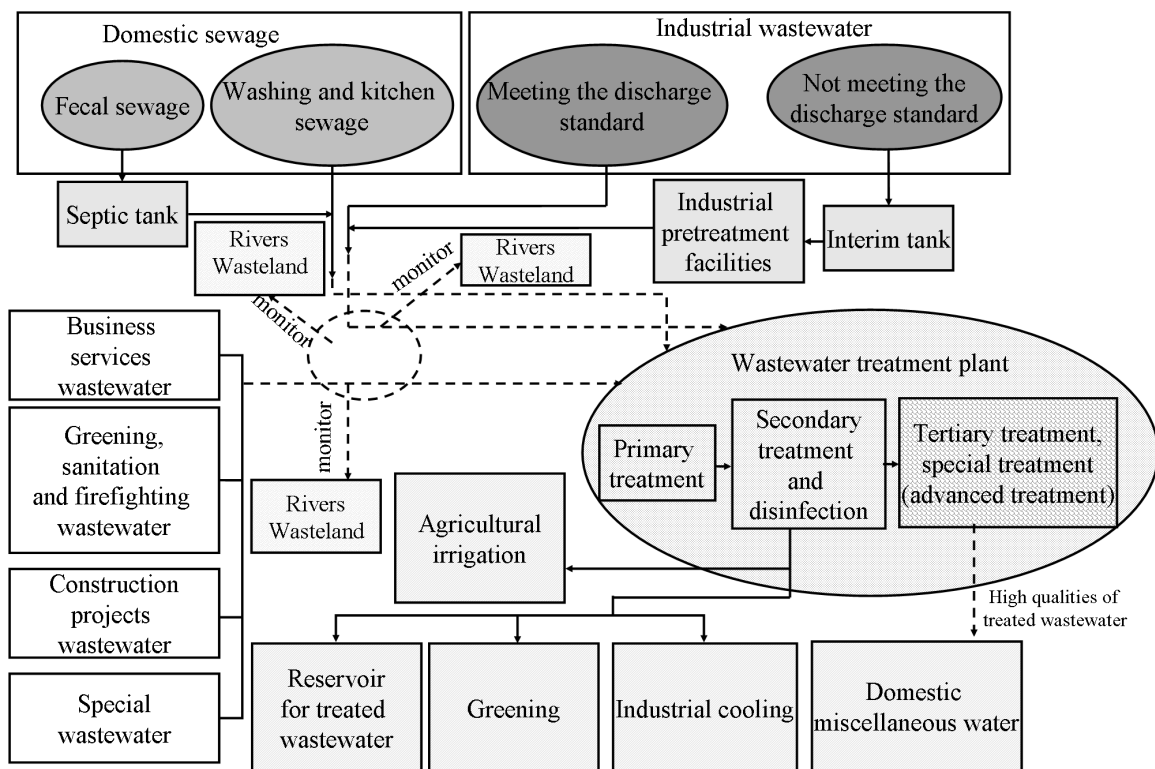 Domestic sewage
Industrial wastewater
Fecal sewage
Washing and kitchen
sewage
Meeting the discharge
standard
Not meeting the
discharge standard
Septic tank
Rivers
Wasteland
monitor
Rivers
Wasteland
Industrial
pretreatment
facilities
Interim tank
monitor
Business
services
wastewater
Wastewater treatment plant
Greening,
sanitation
and firefighting
wastewater
monitor
Rivers
Wasteland
Agricultural
irrigation
Primary
treatment
Secondary
treatment
and
disinfection
Tertiary treatment,
special treatment
(advanced treatment)
Construction
projects
wastewater
High qualities of
treated wastewater
Special
wastewater
Reservoir
for treated
wastewater
Greening
Industrial cooling
Domestic
miscellaneous water